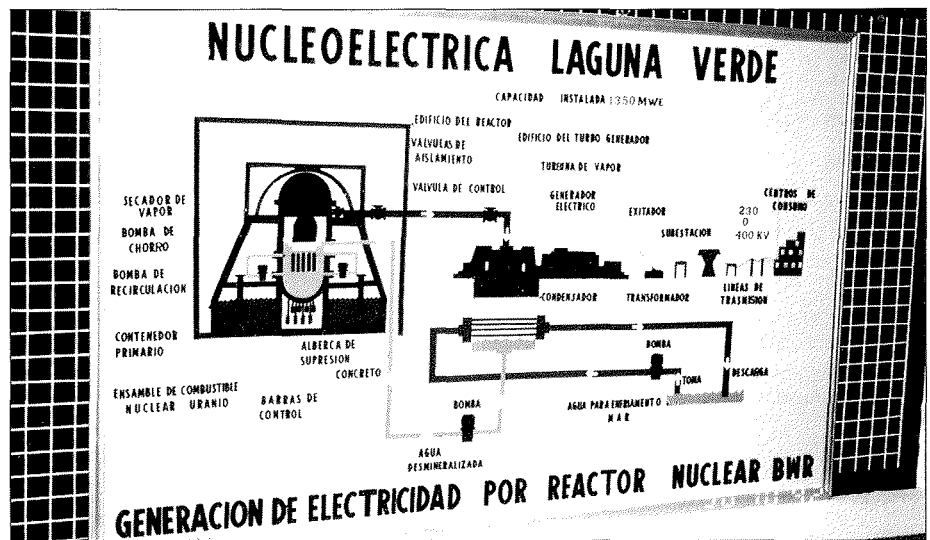 NUCLEOELECTRICA LAGUNA VERDE
CAPACIDAD INSTALADA 1350 MWE
EDIFICIO DEL REACTOR
EDIFICIO DEL TURBO GENERADOR
VALVULAS DE
AISLAMIENTO
TURBINA DE VAPOR
VALVULA DE CONTROL
GENERADOR
ELECTRICO
CENTROS DE
CONSUMO
SECADOR DE
VAPOR
EXITADOR
230
O
400 KV
SUBESTACION
BOMBA DE
CHORRO
BOMBA DE
RECIRCULACION
CONDENSADOR
TRANSFORMADOR
LINEAS DE
TRASMISION
CONTENEDOR
PRIMARIO
ALBERCA DE
SUPRESION
CONCRETO
BOMBA
TOMA
DESCARGA
ENSAMBLE DE COMBUSTIBLE
NUCLEAR URANIO
BARRAS DE
CONTROL
BOMBA
AGUA PARA ENFRIAMIENTO
MAR
AGUA
DESMINERALIZADA
GENERACION DE ELECTRICIDAD POR REACTOR NUCLEAR BWR